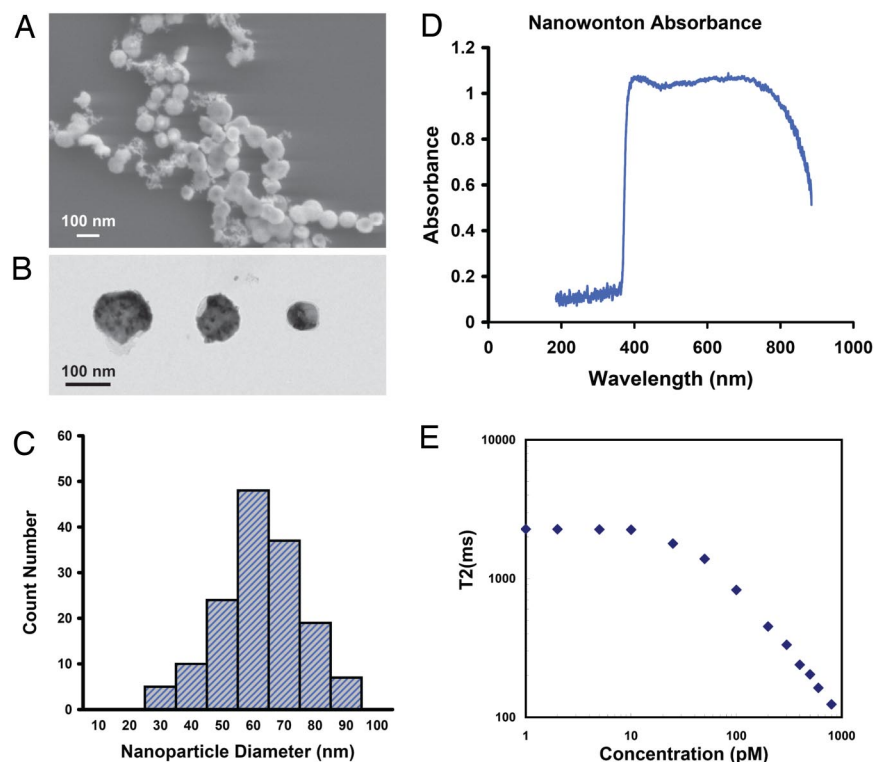 A
100 nm
B
100 nm
C
60
50
40
30
20
10
0
Count Number
10 20 30 40 50 60 70 80 90 100
Nanoparticle Diameter (nm)
D
Nanowonton Absorbance
1.2
1
0.8
0.6
0.4
0.2
0
Absorbance
0 200 400 600 800 1000
Wavelength (nm)
E
10000
1000
100
T2(ms)
1 10 100 1000
Concentration (pM)